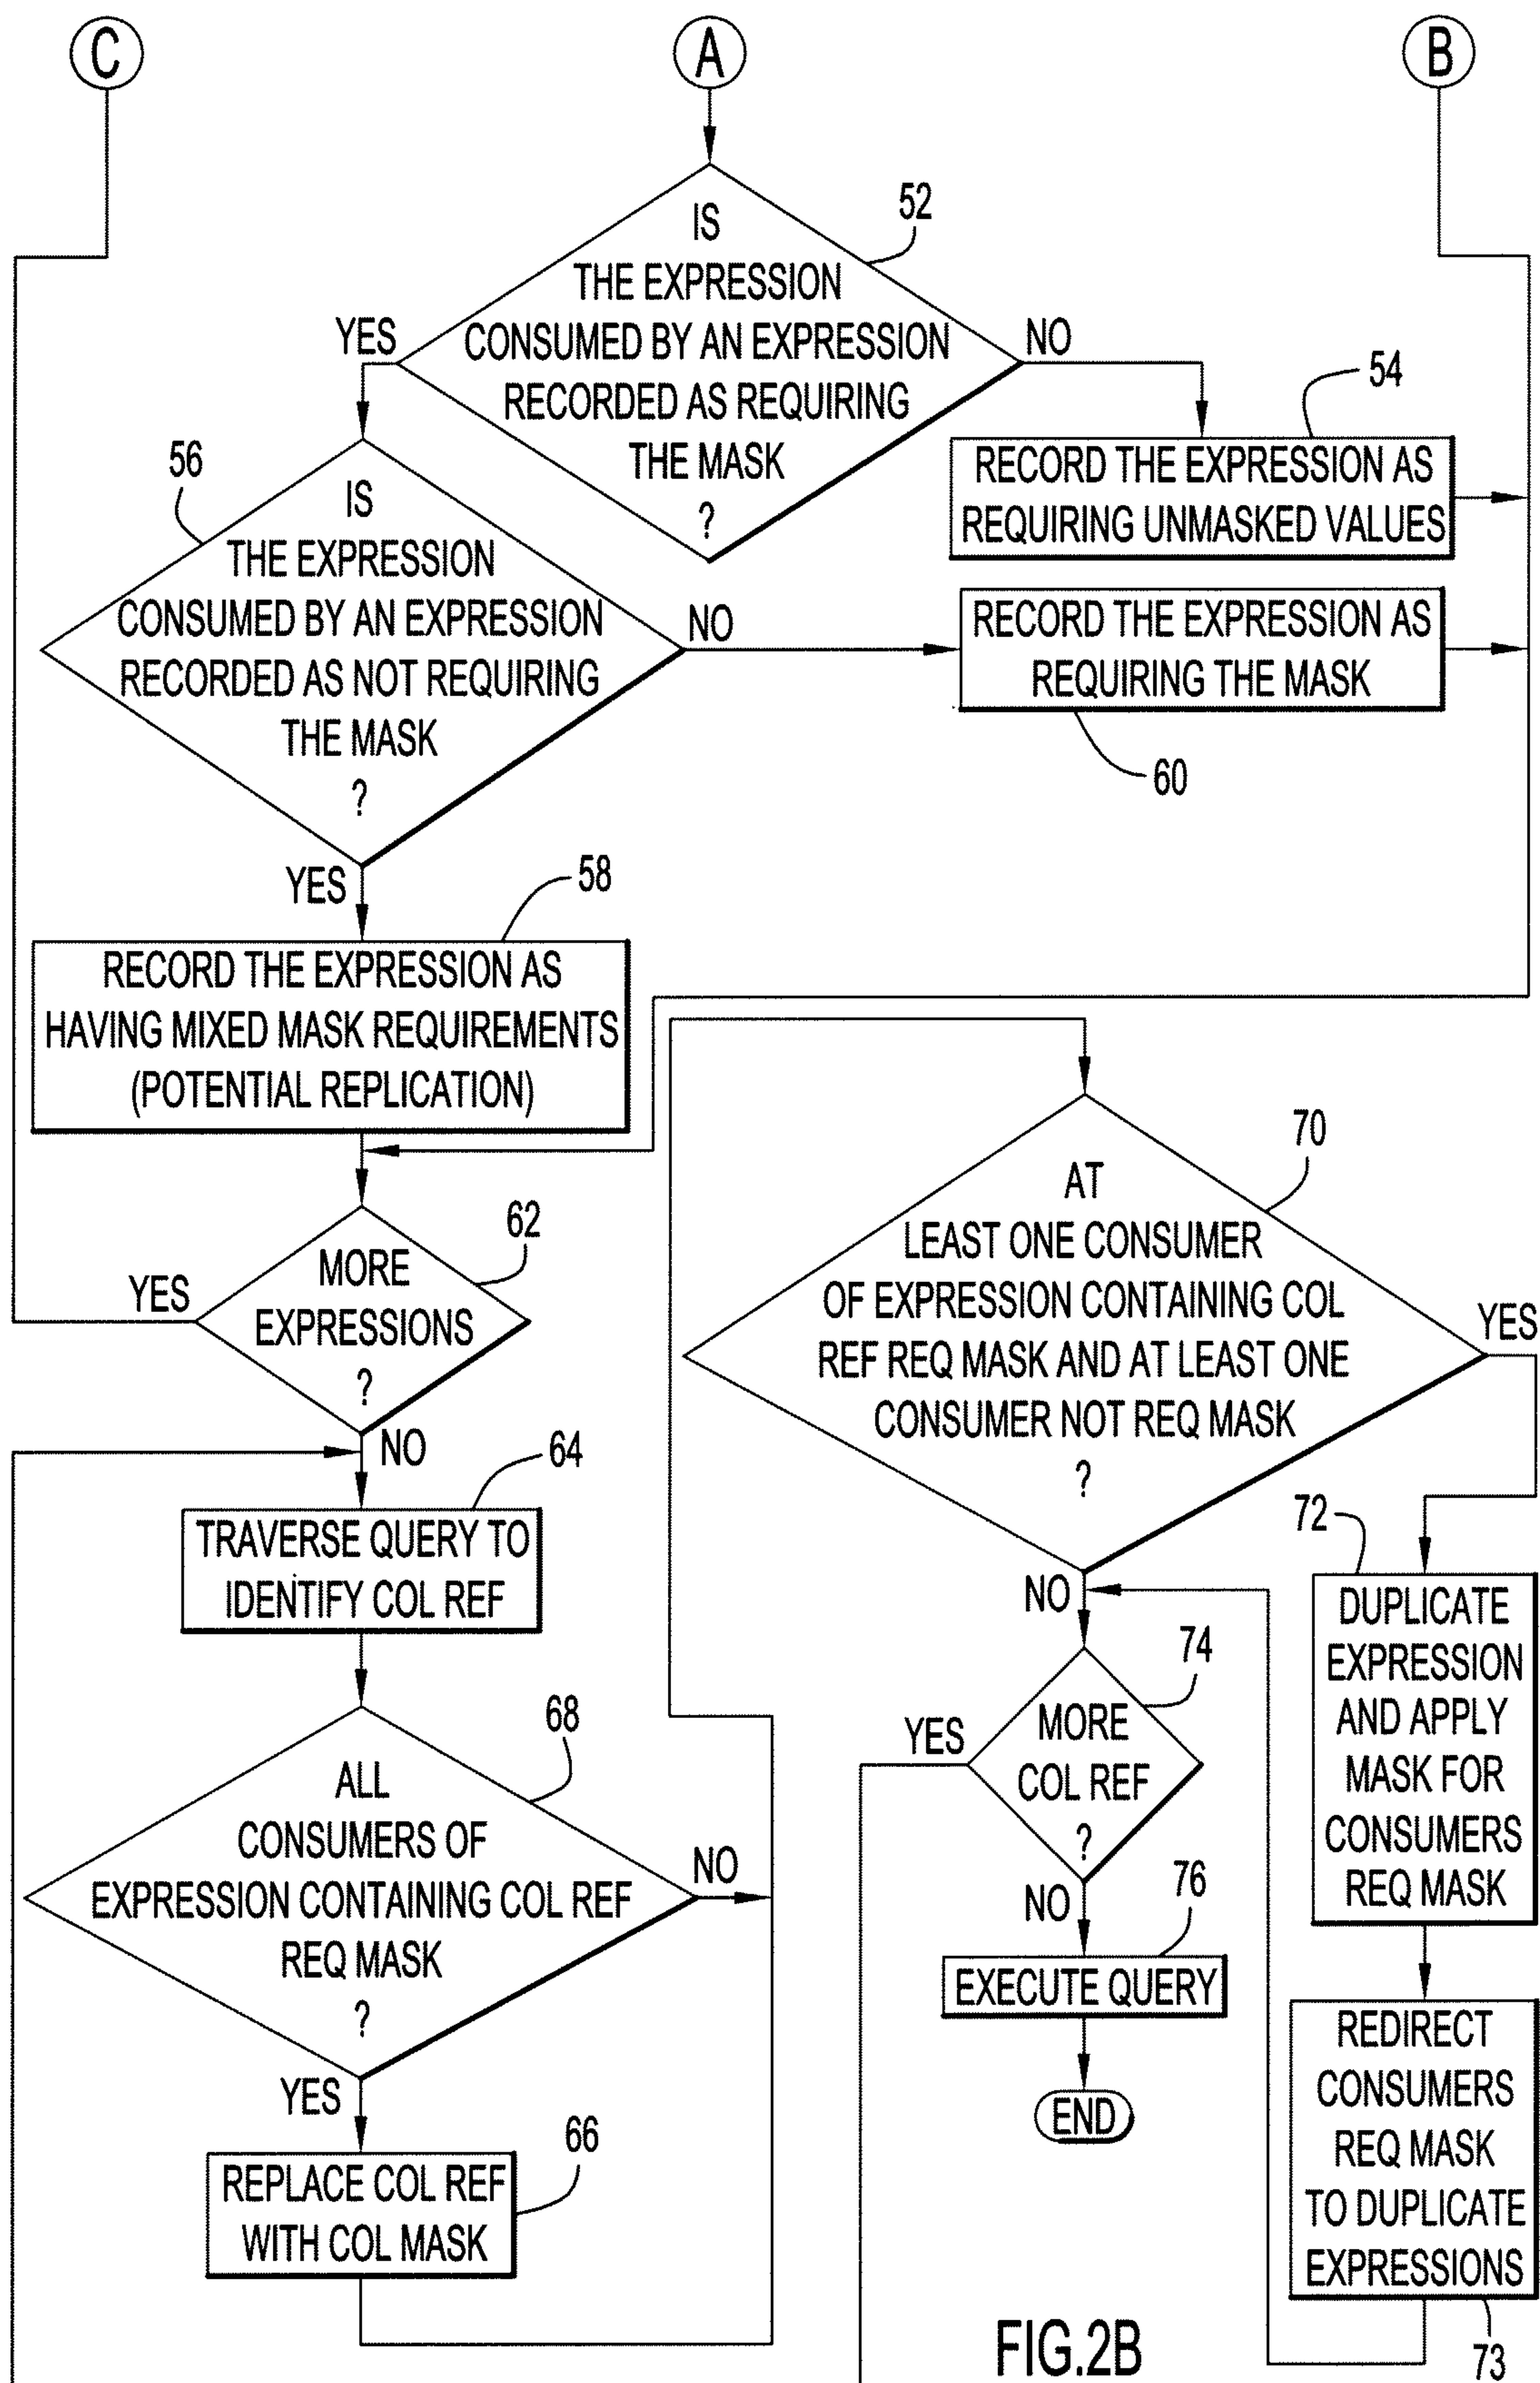 C
A
B
52
IS
THE EXPRESSION
CONSUMED BY AN EXPRESSION
RECORDED AS REQUIRING
THE MASK
?
YES
NO
54
RECORD THE EXPRESSION AS
REQUIRING UNMASKED VALUES
56
IS
THE EXPRESSION
CONSUMED BY AN EXPRESSION
RECORDED AS NOT REQUIRING
THE MASK
?
NO
RECORD THE EXPRESSION AS
REQUIRING THE MASK
60
YES
58
RECORD THE EXPRESSION AS
HAVING MIXED MASK REQUIREMENTS
(POTENTIAL REPLICATION)
62
MORE
EXPRESSIONS
?
YES
NO
64
TRAVERSE QUERY TO
IDENTIFY COL REF
68
ALL
CONSUMERS OF
EXPRESSION CONTAINING COL REF
REQ MASK
?
NO
YES
66
REPLACE COL REF
WITH COL MASK
70
AT
LEAST ONE CONSUMER
OF EXPRESSION CONTAINING COL
REF REQ MASK AND AT LEAST ONE
CONSUMER NOT REQ MASK
?
YES
NO
72
DUPLICATE
EXPRESSION
AND APPLY
MASK FOR
CONSUMERS
REQ MASK
REDIRECT
CONSUMERS
REQ MASK
TO DUPLICATE
EXPRESSIONS
73
74
MORE
COL REF
?
YES
NO
76
EXECUTE QUERY
END
FIG.2B